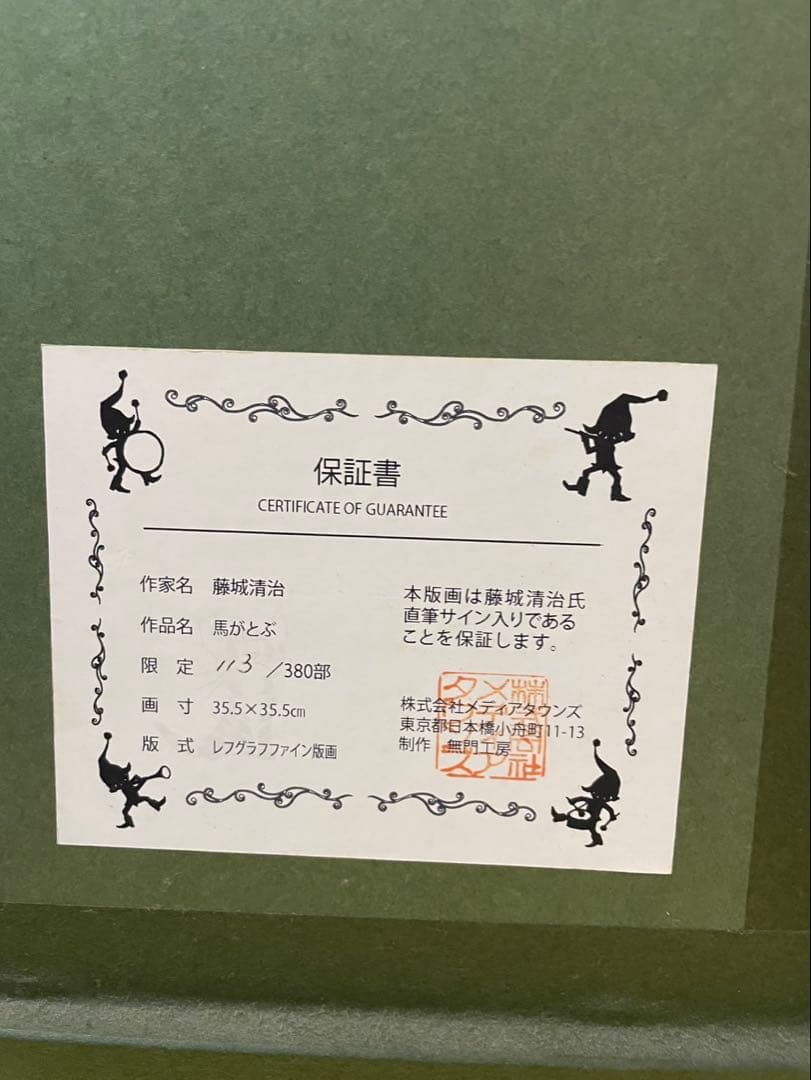 保証書
CERTIFICATE OF GUARANTEE
作家名 藤城清治
作品名 馬がとぶ
限 定 113 /380部
画 寸 35.5×35.5㎝
版 式 レフグラフファイン版画
本版画は藤城清治氏
直筆サイン入りである
ことを保証します。
株式会社メディアタウンズ
東京都日本橋小舟町11-13
制作 無門工房